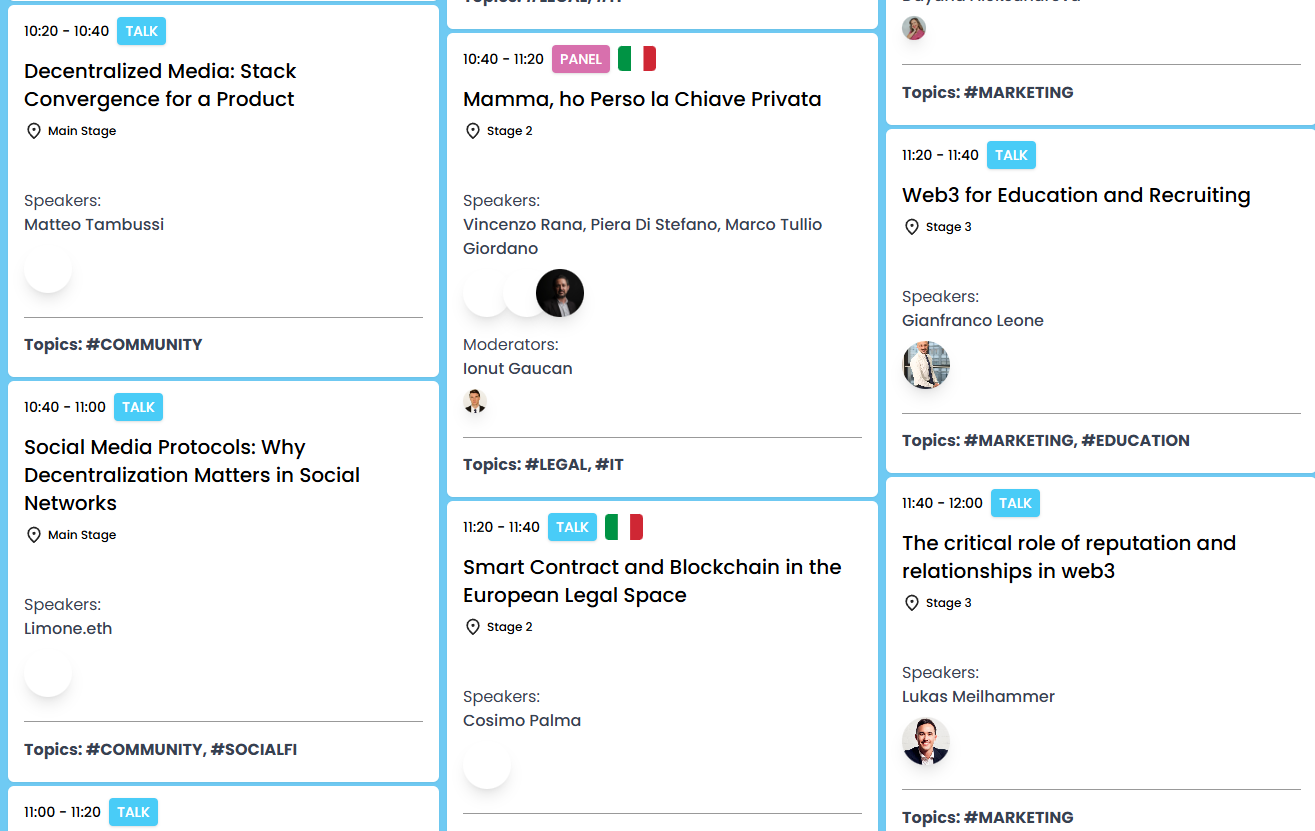 10:20 - 10:40 TALK
Decentralized Media: Stack
Convergence for a Product
Main Stage
Speakers:
Matteo Tambussi
Topics: #COMMUNITY
10:40 - 11:00 TALK
Social Media Protocols: Why
Decentralization Matters in Social
Networks
Main Stage
Speakers:
Limone.eth
Topics: #COMMUNITY, #SOCIALFI
11:00 - 11:20 TALK
Topics: #LEGAL, #IT
10:40 - 11:20 PANEL
Mamma, ho Perso la Chiave Privata
Stage 2
Speakers:
Vincenzo Rana, Piera Di Stefano, Marco Tullio
Giordano
Moderators:
Ionut Gaucan
Topics: #LEGAL, #IT
11:20 - 11:40 TALK
Smart Contract and Blockchain in the
European Legal Space
Stage 2
Speakers:
Cosimo Palma
Topics: #MARKETING
11:20 - 11:40 TALK
Web3 for Education and Recruiting
Stage 3
Speakers:
Gianfranco Leone
Topics: #MARKETING, #EDUCATION
11:40 - 12:00 TALK
The critical role of reputation and
relationships in web3
Stage 3
Speakers:
Lukas Meilhammer
Topics: #MARKETING